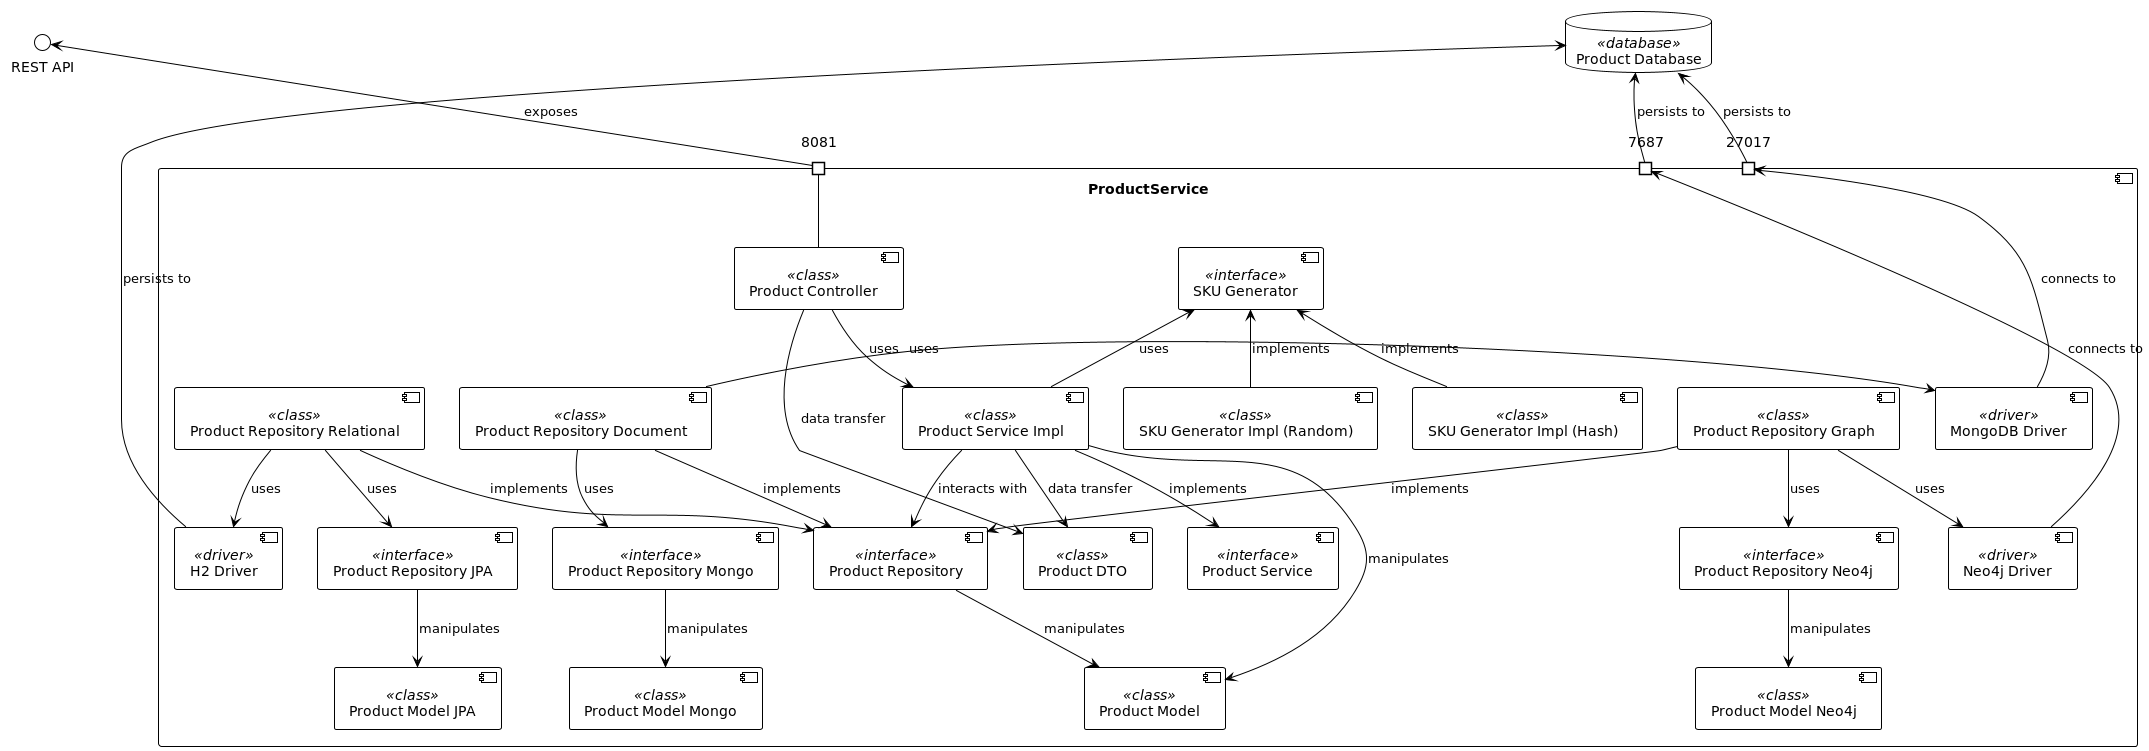 «database»
Product Database
REST API
exposes
persists to
persists to
8081
7687
27017
ProductService
«class»
Product Controller
«interface»
SKU Generator
persists to
connects to
uses
uses
uses
implements
implements
connects to
«class»
Product Repository Relational
«class»
Product Repository Document
data transfer
«class»
Product Service Impl
«class»
SKU Generator Impl (Random)
«class»
SKU Generator Impl (Hash)
«class»
Product Repository Graph
«driver»
MongoDB Driver
uses
uses
implements
uses
implements
interacts with
data transfer
implements
implements
uses
uses
«driver»
H2 Driver
«interface»
Product Repository JPA
«interface»
Product Repository Mongo
«interface»
Product Repository
«class»
Product DTO
«interface»
Product Service
manipulates
«interface»
Product Repository Neo4j
«driver»
Neo4j Driver
manipulates
manipulates
manipulates
manipulates
«class»
Product Model JPA
«class»
Product Model Mongo
«class»
Product Model
«class»
Product Model Neo4j